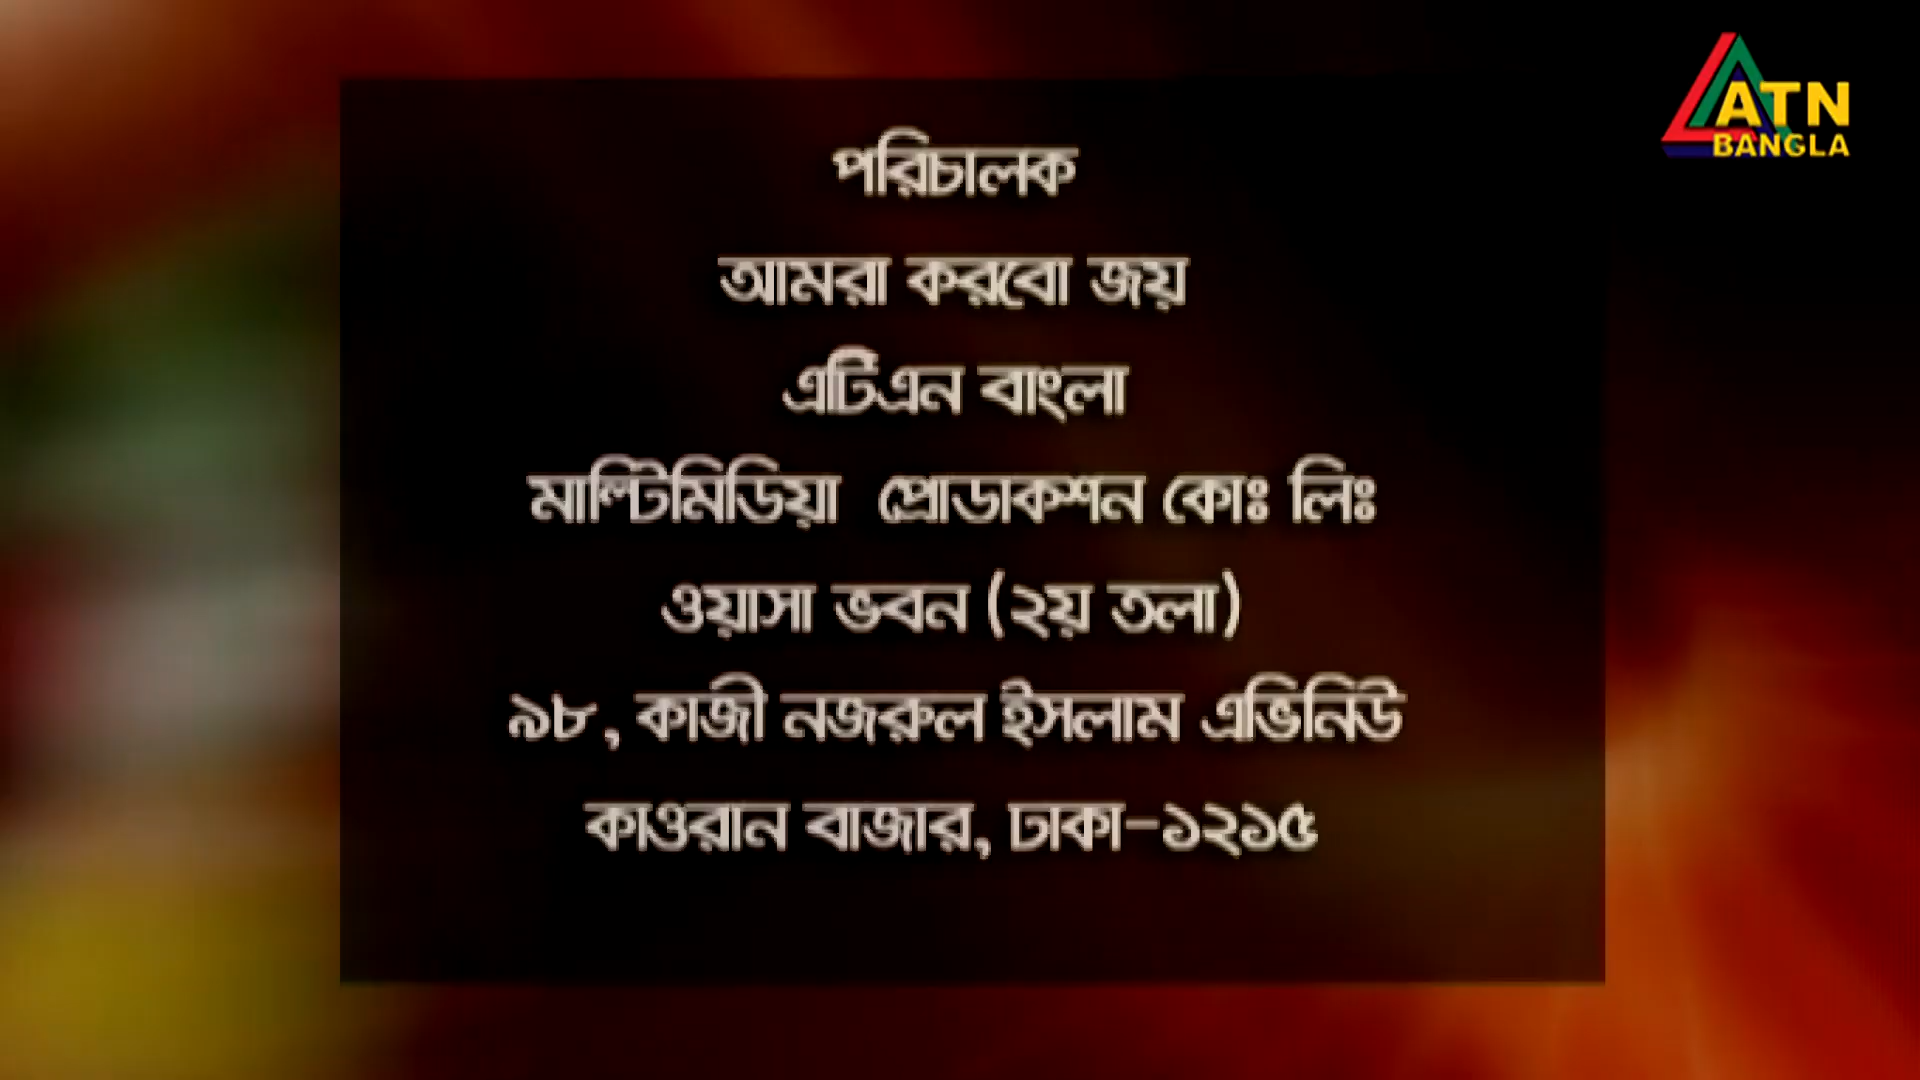 পরিচালক
আমরা করবো জয়
এটিএন বাংলা
মাল্টিমিডিয়া প্রোডাকশন কোঃ লিঃ
ওয়াসা ভবন (২য় তলা)
৯৮, কাজী নজরুল ইসলাম এভিনিউ
কাওরান বাজার, ঢাকা-১২১৫
ATN
BANGLA